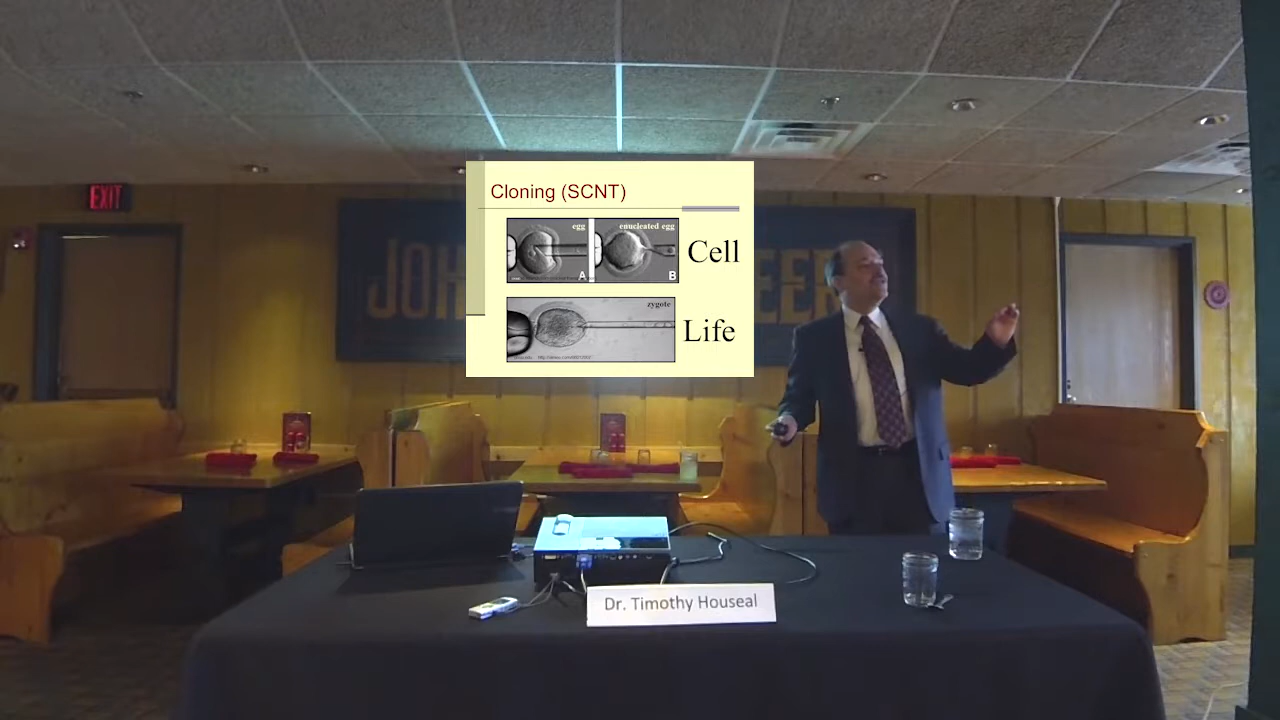 EXIT
Cloning (SCNT)
egg
enucleated egg
A
B
Cell
zygote
Life
JOH
EER
Dr. Timothy Houseal